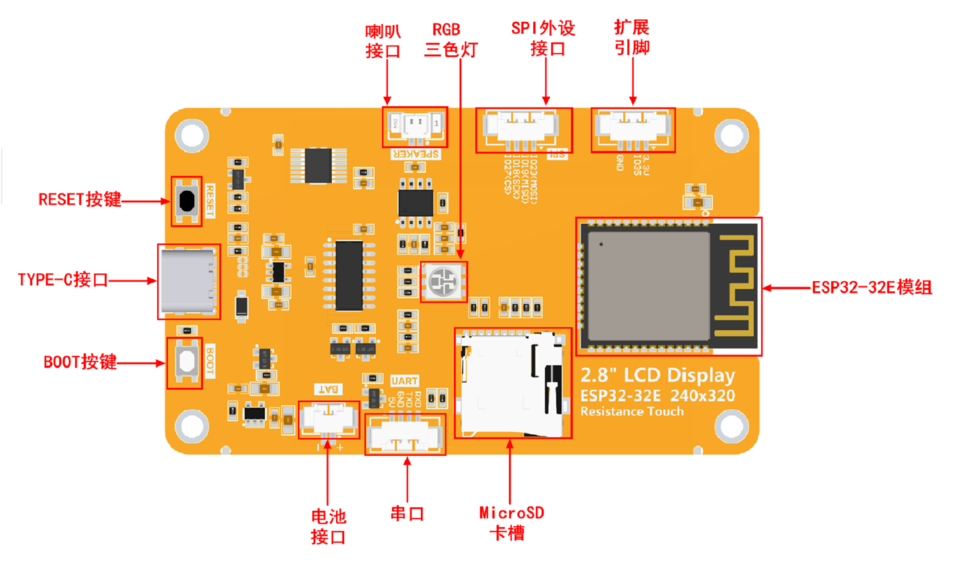 喇叭
接口
RGB
三色灯
SPI外设
接口
扩展
引脚
SPEAKER
SPI
IO23(MOSI)
IO19(MISO)
IO18(SCK)
IO27(CS)
3.3V
IO35
GND
RESET按键
RESET
TYPE-C接口
ESP32-32E模组
BOOT按键
BOOT
BAT
- +
UART
RXD
TXD
GND
5V
2.8" LCD Display
ESP32-32E 240x320
Resistance Touch
电池
接口
串口
MicroSD
卡槽